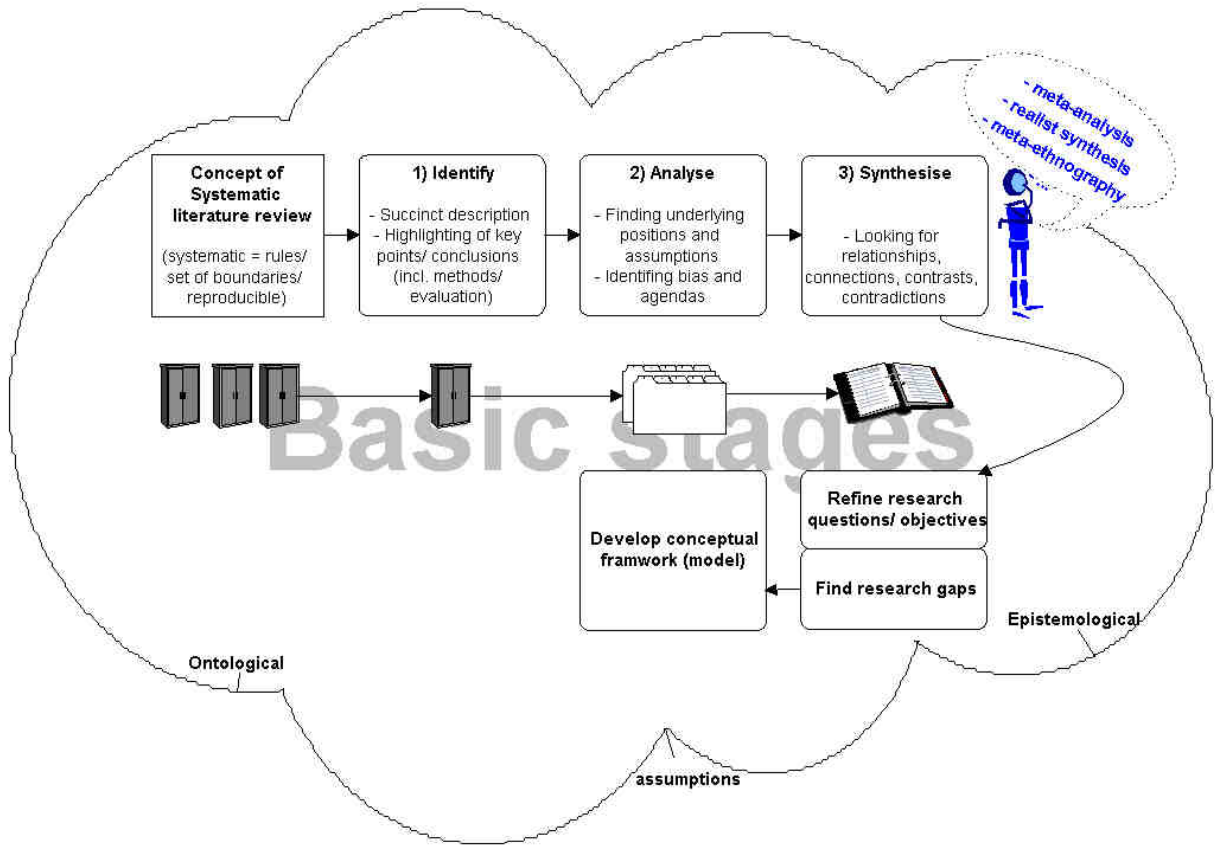 - meta-analysis
- realist synthesis
- meta-ethnography
- ...
Concept of
Systematic
literature review
(systematic = rules/
set of boundaries/
reproducible)
1) Identify
- Succinct description
- Highlighting of key
points/ conclusions
(incl. methods/
evaluation)
2) Analyse
- Finding underlying
positions and
assumptions
- Identifing bias and
agendas
3) Synthesise
- Looking for
relationships,
connections, contrasts,
contradictions
Basic stages
Develop conceptual
framwork (model)
Refine research
questions/ objectives
Find research gaps
Epistemological
Ontological
assumptions